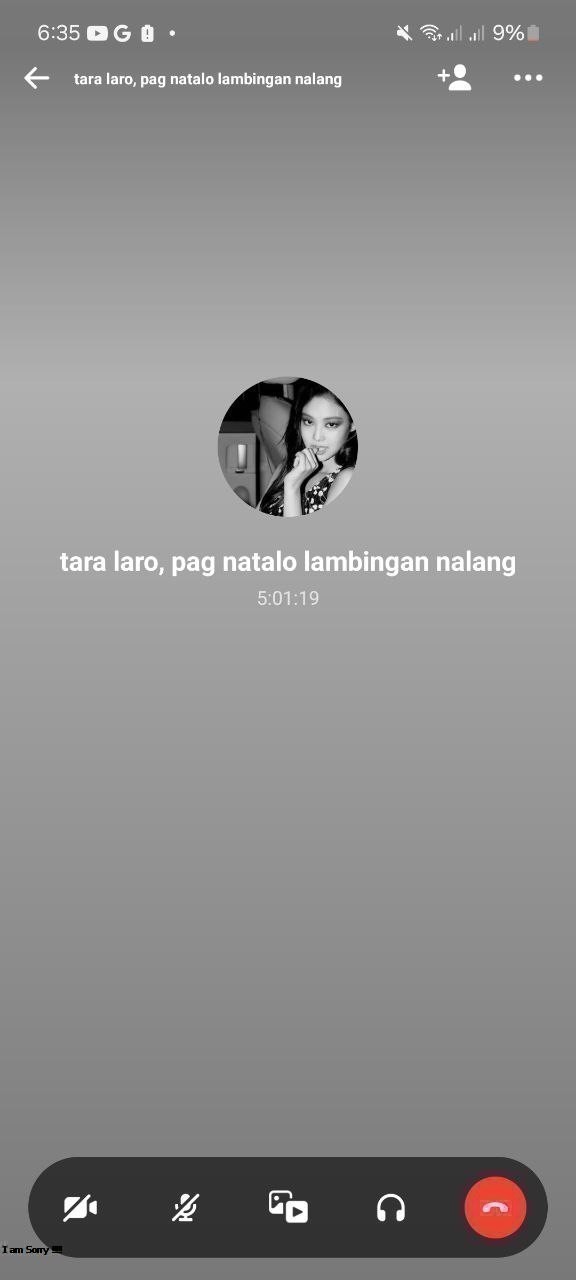 6:35
9%
tara laro, pag natalo lambingan nalang
tara laro, pag natalo lambingan nalang
5:01:19
I am Sorry !!!!